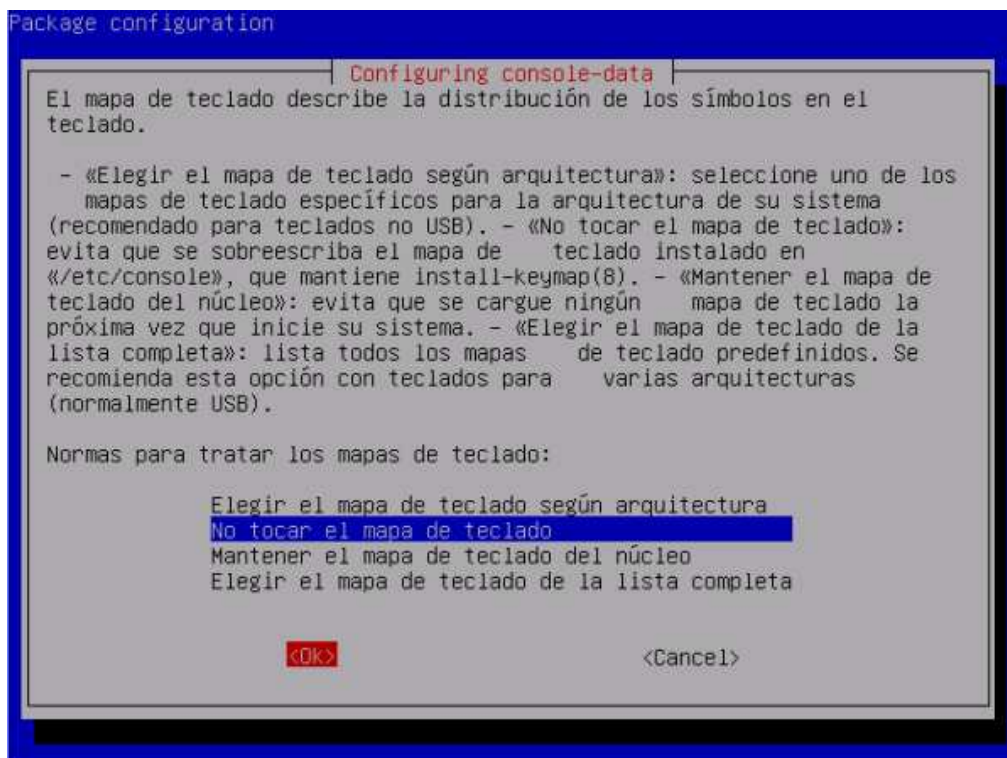 Package configuration
Configuring console-data
El mapa de teclado describe la distribución de los símbolos en el
teclado.
– «Elegir el mapa de teclado según arquitectura»: seleccione uno de los
mapas de teclado específicos para la arquitectura de su sistema
(recomendado para teclados no USB). – «No tocar el mapa de teclado»:
evita que se sobreescriba el mapa de    teclado instalado en
«/etc/console», que mantiene install-keymap(8). – «Mantener el mapa de
teclado del núcleo»: evita que se cargue ningún    mapa de teclado la
próxima vez que inicie su sistema. – «Elegir el mapa de teclado de la
lista completa»: lista todos los mapas    de teclado predefinidos. Se
recomienda esta opción con teclados para    varias arquitecturas
(normalmente USB).
Normas para tratar los mapas de teclado:
Elegir el mapa de teclado según arquitectura
No tocar el mapa de teclado
Mantener el mapa de teclado del núcleo
Elegir el mapa de teclado de la lista completa
<Ok> <Cancel>